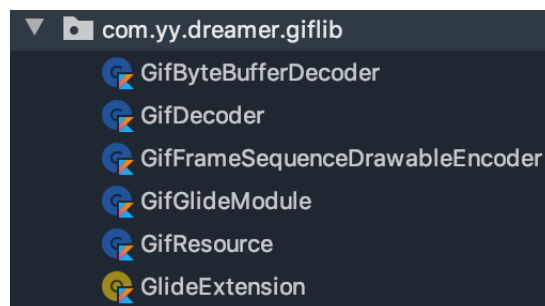 com.yy.dreamer.giflib
GifByteBufferDecoder
GifDecoder
GifFrameSequenceDrawableEncoder
GifGlideModule
GifResource
GlideExtension